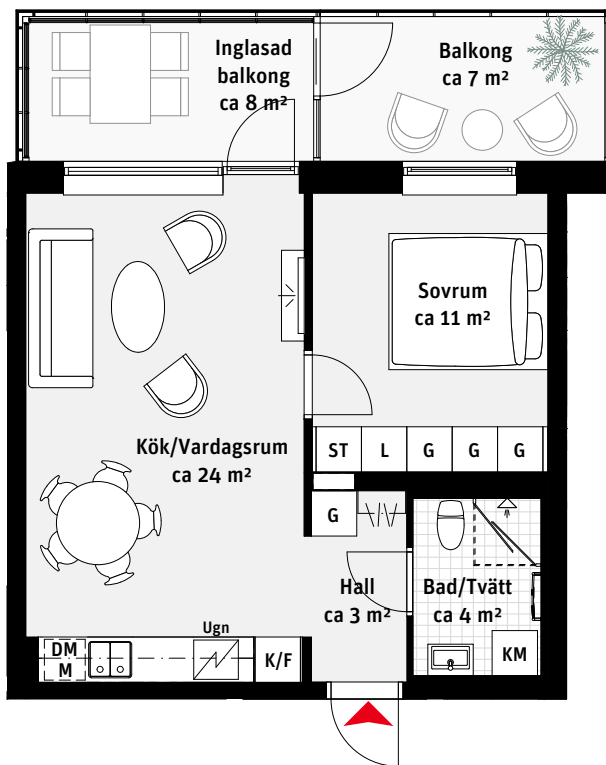 Inglasad
balkong
ca 8 m²
Balkong
ca 7 m²
Sovrum
ca 11 m²
Kök/Vardagsrum
ca 24 m²
ST L G G G
G
Hall
ca 3 m²
Bad/Tvätt
ca 4 m²
Ugn
DM
M
K/F
KM